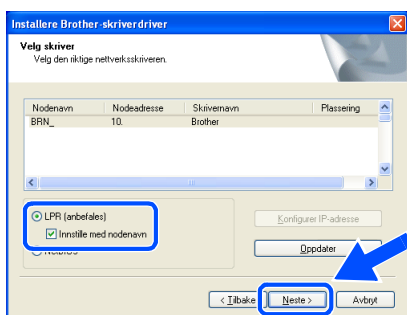 Installere Brother-skriverdriver
Velg skriver
Velg den riktige nettverksskriveren.
Nodenavn Nodeadresse Skrivernavn Plassering
BRN_ 10. Brother
LPR (anbefales)
Innstille med nodenavn
NetBIOS
Konfigurer IP-adresse
Oppdater
< Tilbake Neste > Avbryt